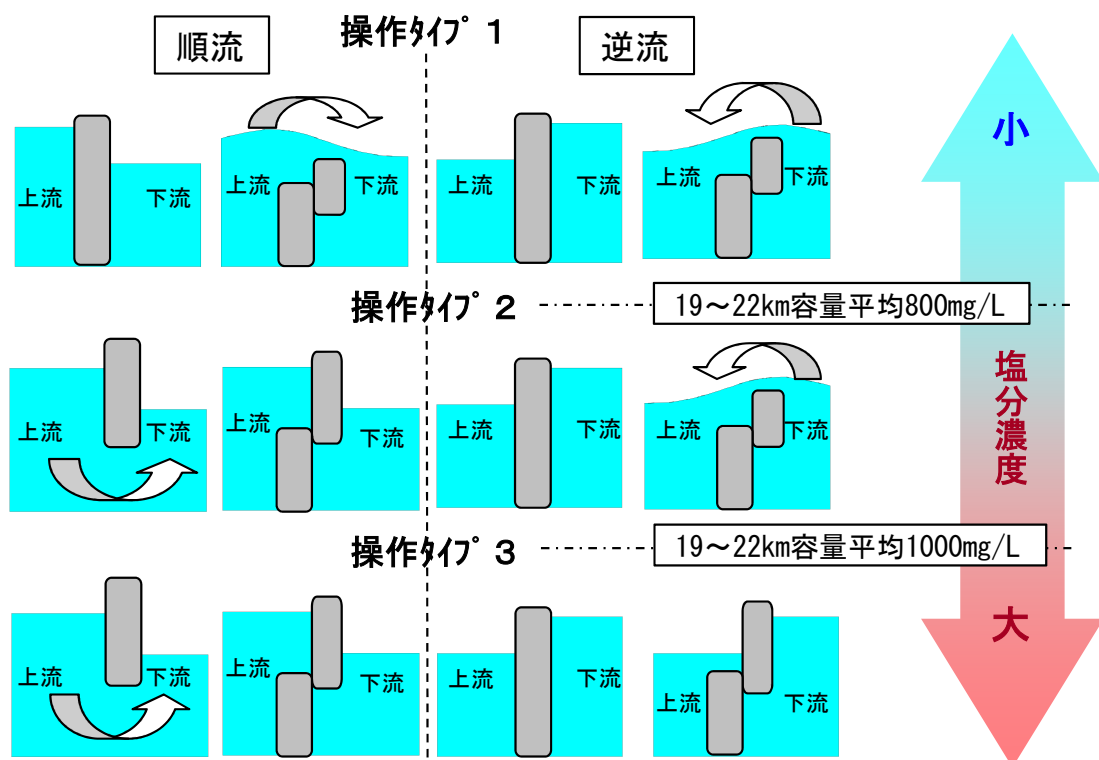 操作ﾀｲﾌﾟ 1
順流
逆流
小
上流
下流
上流
下流
上流
下流
上流
下流
操作ﾀｲﾌﾟ 2
19～22km容量平均800mg/L
上流
下流
上流
下流
上流
下流
上流
下流
塩分濃度
操作ﾀｲﾌﾟ 3
19～22km容量平均1000mg/L
大
上流
下流
上流
下流
上流
下流
上流
下流